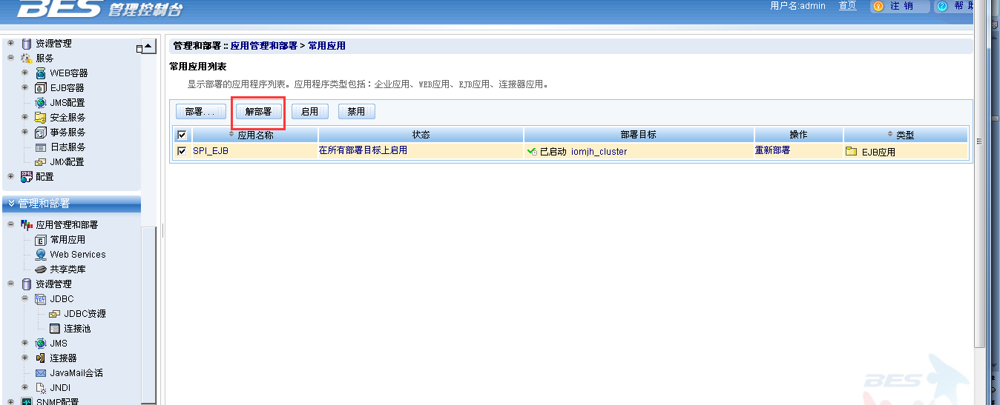 BES 管理控制台
用户名:admin 首页 注 销 帮 助
资源管理
服务
WEB容器
EJB容器
JMS配置
安全服务
事务服务
日志服务
JMX配置
配置
管理和部署
应用管理和部署
常用应用
Web Services
共享类库
资源管理
JDBC
JDBC资源
连接池
JMS
连接器
JavaMail会话
JNDI
SNMP配置
管理和部署 :: 应用管理和部署 > 常用应用
常用应用列表
显示部署的应用程序列表。应用程序类型包括：企业应用、WEB应用、EJB应用、连接器应用。
部署... 解部署 启用 禁用
应用名称 状态 部署目标 操作 类型
SPI_EJB 在所有部署目标上启用 已启动 iomjh_cluster 重新部署 EJB应用
BES